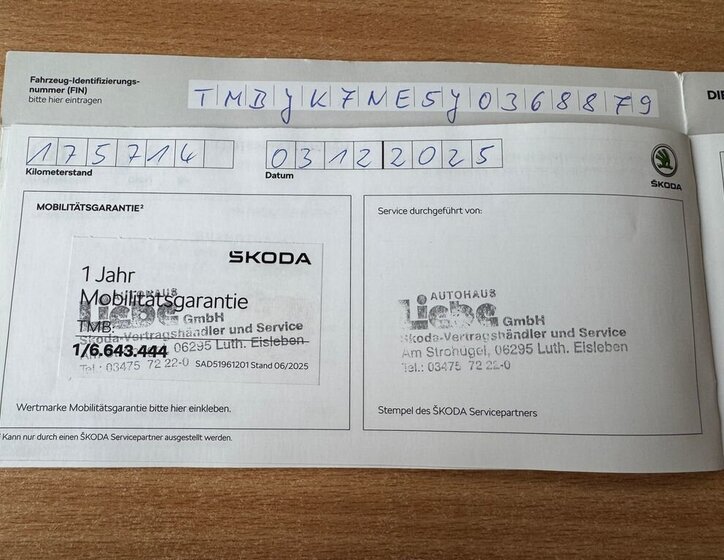 Fahrzeug-Identifizierungs-
nummer (FIN)
bitte hier eintragen
TMBJK7NE5J0368879
DIE
175714
Kilometerstand
03122025
Datum
ŠKODA
MOBILITÄTSGARANTIE²
ŠKODA
1 Jahr
Mobilitätsgarantie
TMB:
1/6.643.444
SAD51961201 Stand 06/2025
AUTOHAUS
Liebe GmbH
Skoda-Vertragshändler und Service
06295 Luth. Eisleben
Tel.: 03475 72 22-0
Wertmarke Mobilitätsgarantie bitte hier einkleben.
Service durchgeführt von:
AUTOHAUS
Liebe GmbH
Skoda-Vertragshändler und Service
Am Strohügel, 06295 Luth. Eisleben
Tel.: 03475 72 22-0
Stempel des ŠKODA Servicepartners
Kann nur durch einen ŠKODA Servicepartner ausgestellt werden.